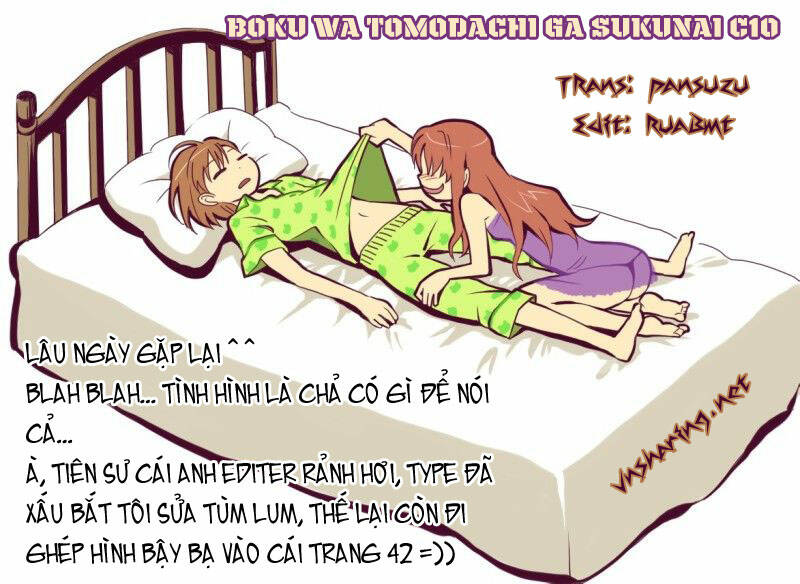 BOKU WA TOMODACHI GA SUKUNAI C10
TRANS: PANSUZU
Edit: RUABMT
LÂU NGÀY GẶP LẠI ^^
BLAH BLAH... TÌNH HÌNH LÀ CHẢ CÓ GÌ ĐỂ NÓI
CẢ...
À, TIÊN SƯ CÁI ANH EDITER RẢNH HƠI, TYPE ĐÃ
XẤU BẮT TÔI SỬA TÙM LUM, THẾ LẠI CÒN ĐI
GHÉP HÌNH BẬY BẠ VÀO CÁI TRANG 42 =))
vnsharing.net